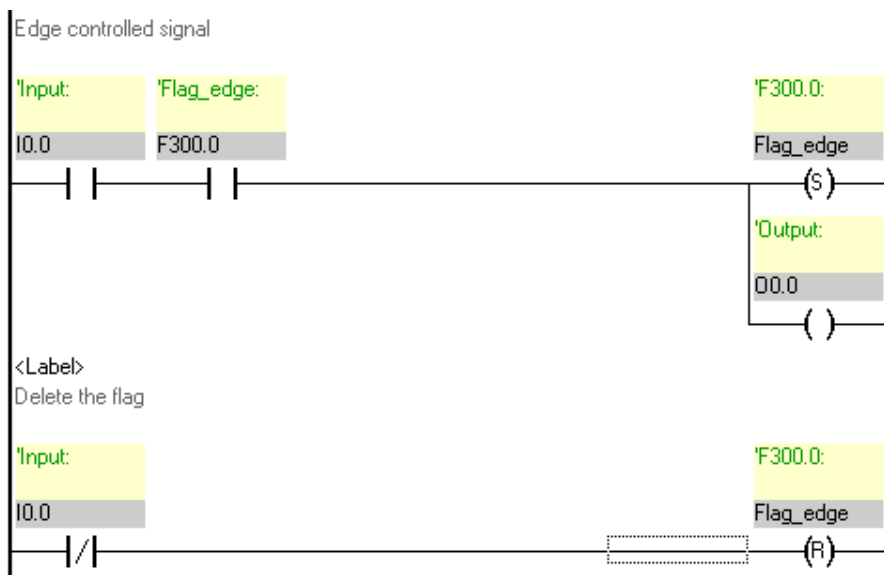 Edge controlled signal
'Input: 'Flag_edge: 'F300.0:
I0.0 F300.0 Flag_edge
(S)
'Output:
O0.0
( )
<Label>
Delete the flag
'Input: 'F300.0:
I0.0 Flag_edge
/ (R)